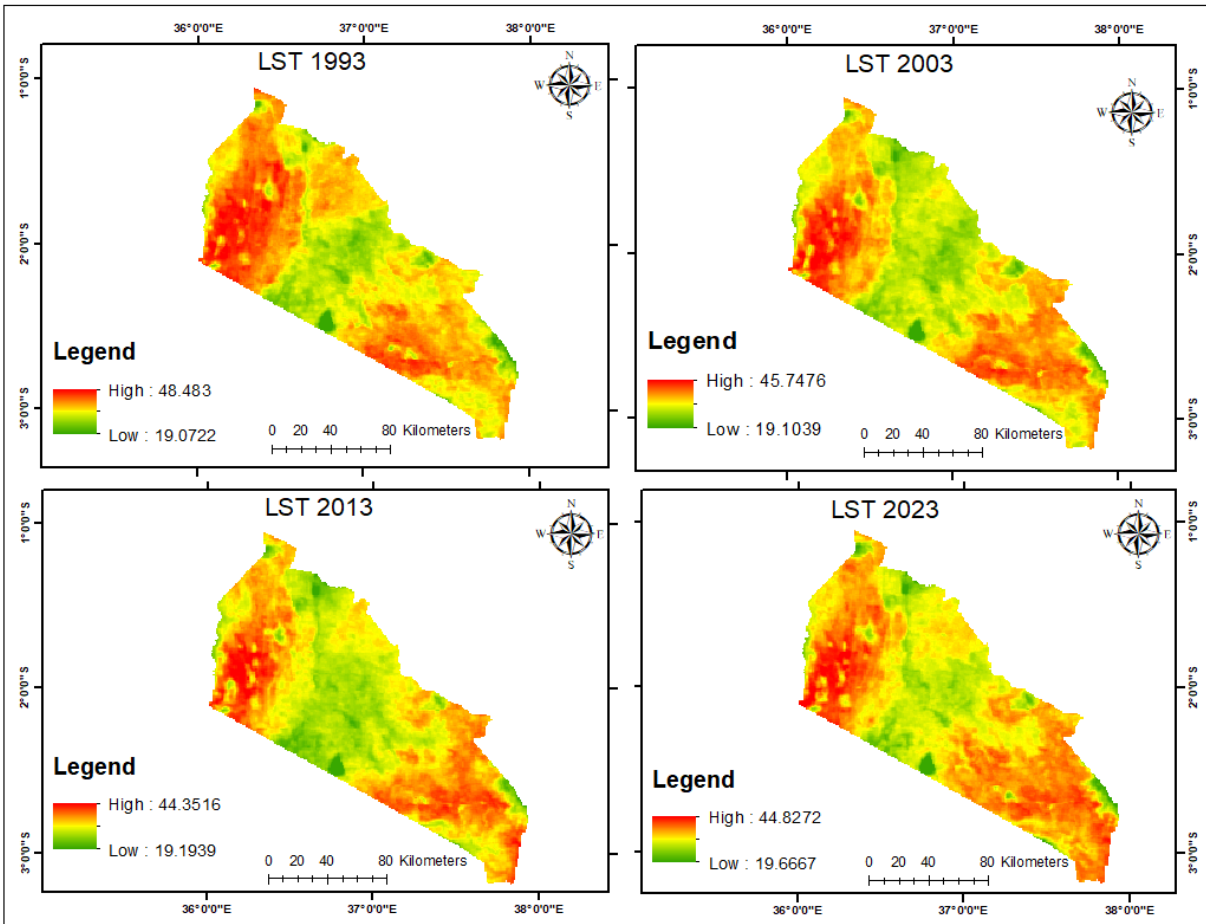 36°0'0"E 37°0'0"E 38°0'0"E
LST 1993
N
W E
S
1°0'0"S
2°0'0"S
3°0'0"S
Legend
High : 48.483
Low : 19.0722
0 20 40 80 Kilometers
36°0'0"E 37°0'0"E 38°0'0"E
LST 2003
N
W E
S
1°0'0"S
2°0'0"S
3°0'0"S
Legend
High : 45.7476
Low : 19.1039
0 20 40 80 Kilometers
LST 2013
N
W E
S
1°0'0"S
2°0'0"S
3°0'0"S
Legend
High : 44.3516
Low : 19.1939
0 20 40 80 Kilometers
36°0'0"E 37°0'0"E 38°0'0"E
LST 2023
N
W E
S
1°0'0"S
2°0'0"S
3°0'0"S
Legend
High : 44.8272
Low : 19.6667
0 20 40 80 Kilometers
36°0'0"E 37°0'0"E 38°0'0"E